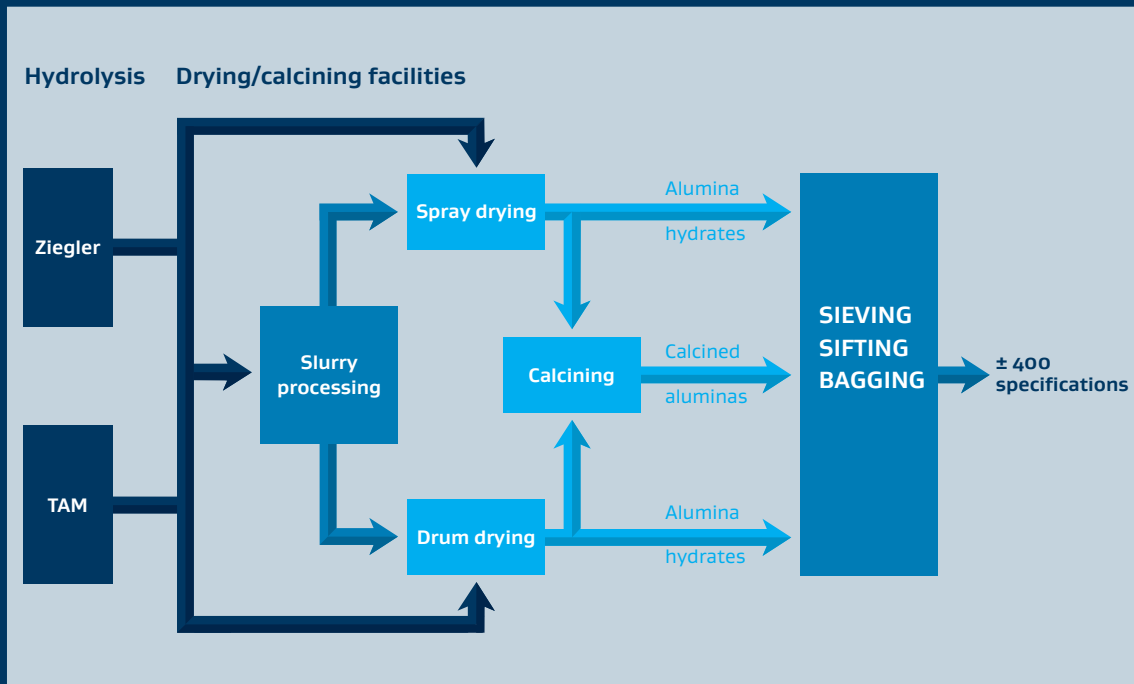 Hydrolysis
Drying/calcining facilities
Ziegler
TAM
Slurry
processing
Spray drying
Drum drying
Calcining
Alumina
hydrates
Calcined
aluminas
Alumina
hydrates
SIEVING
SIFTING
BAGGING
± 400
specifications